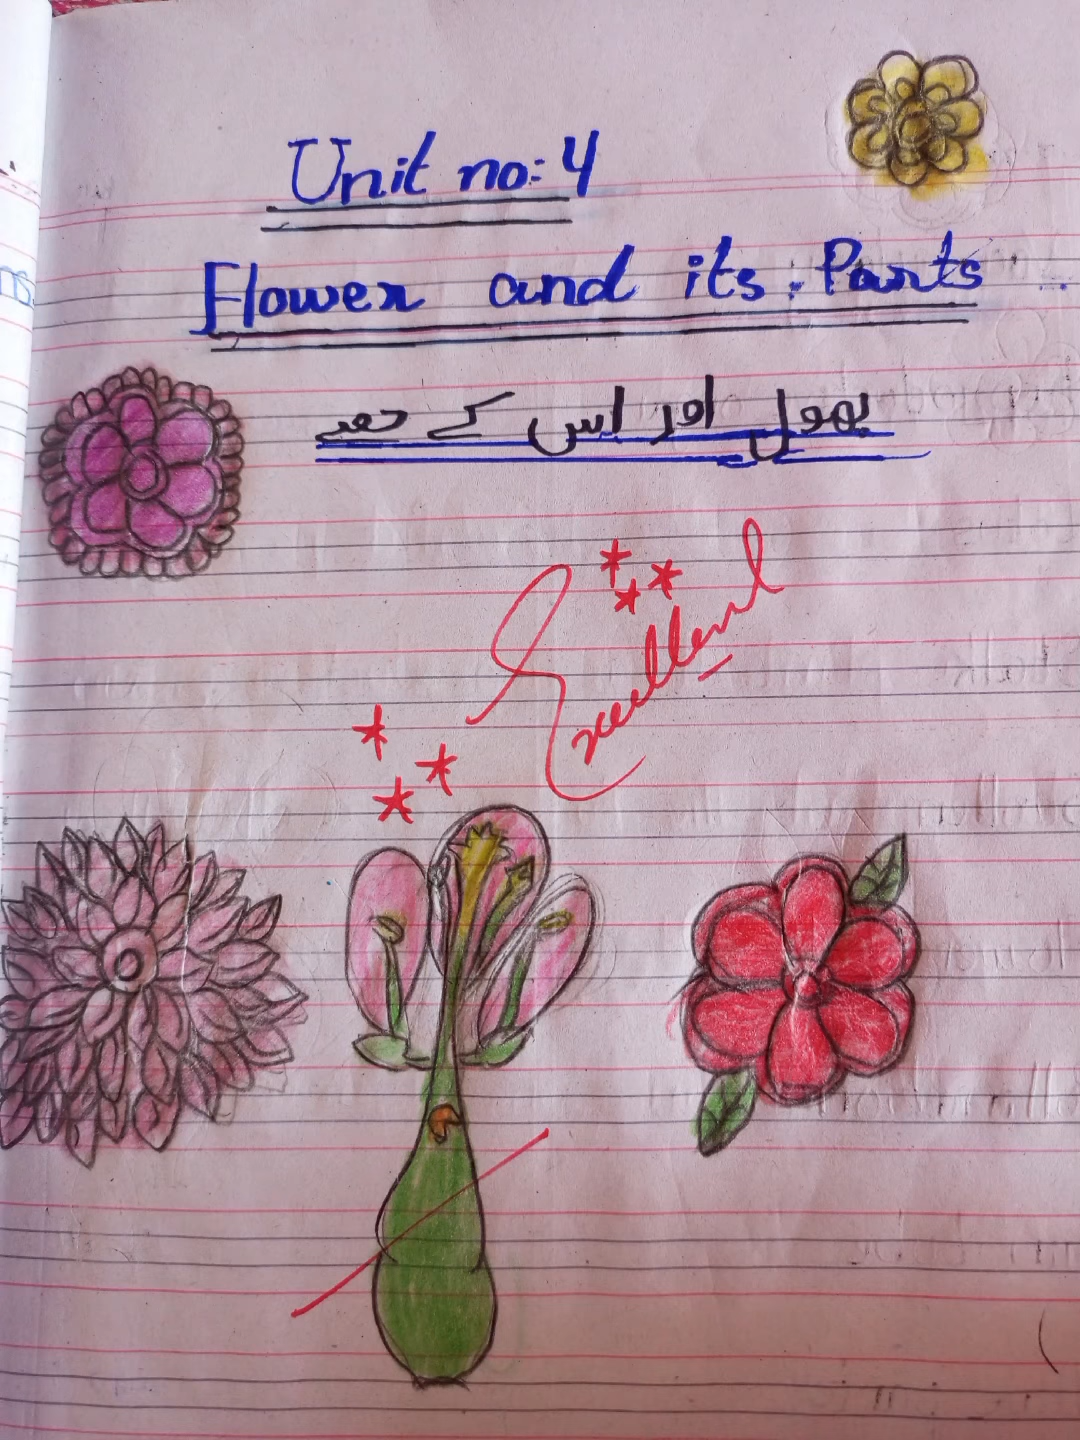 Unit no: 4
Flower and its Parts
پھول اور اس کے حصے
Excellent